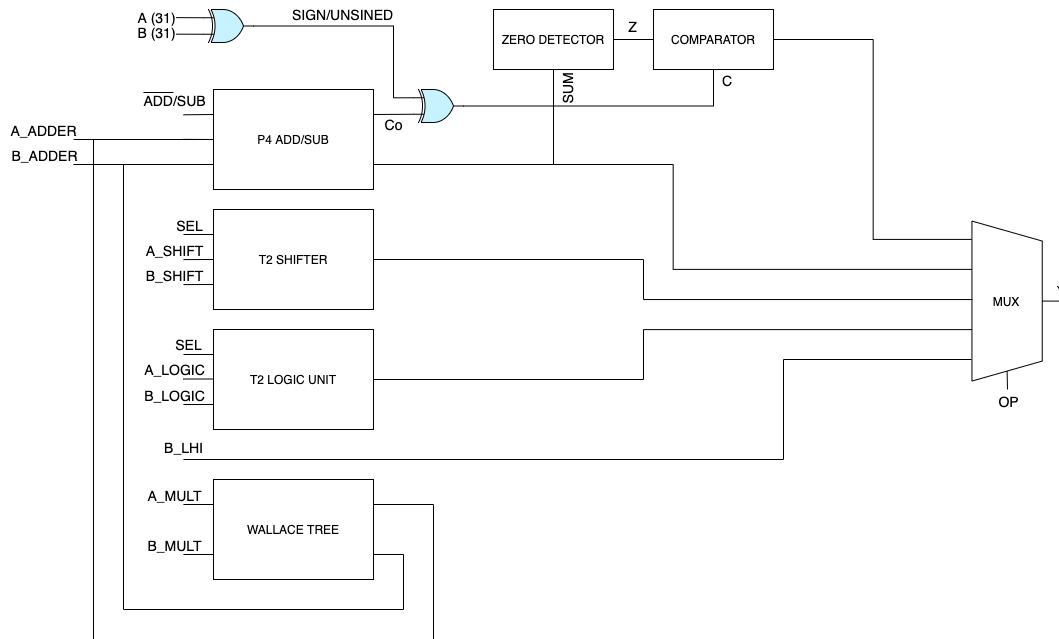 A (31)
B (31)
SIGN/UNSINED
ZERO DETECTOR
Z
COMPARATOR
SUM
C
ADD/SUB
Co
A_ADDER
P4 ADD/SUB
B_ADDER
SEL
A_SHIFT
T2 SHIFTER
B_SHIFT
MUX
SEL
A_LOGIC
T2 LOGIC UNIT
B_LOGIC
OP
B_LHI
A_MULT
WALLACE TREE
B_MULT